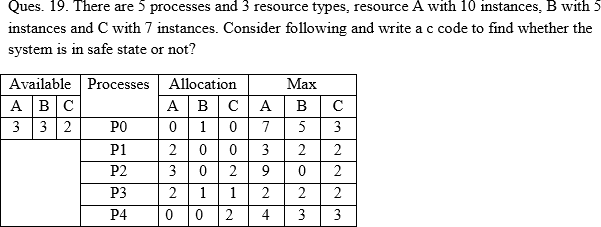 Ques. 19. There are 5 processes and 3 resource types, resource A with 10 instances, B with 5
instances and C with 7 instances. Consider following and write a c code to find whether the
system is in safe state or not?
Available Processes Allocation Max
A B C A B C A B C
3 3 2 P0 0 1 0 7 5 3
P1 2 0 0 3 2 2
P2 3 0 2 9 0 2
P3 2 1 1 2 2 2
P4 0 0 2 4 3 3